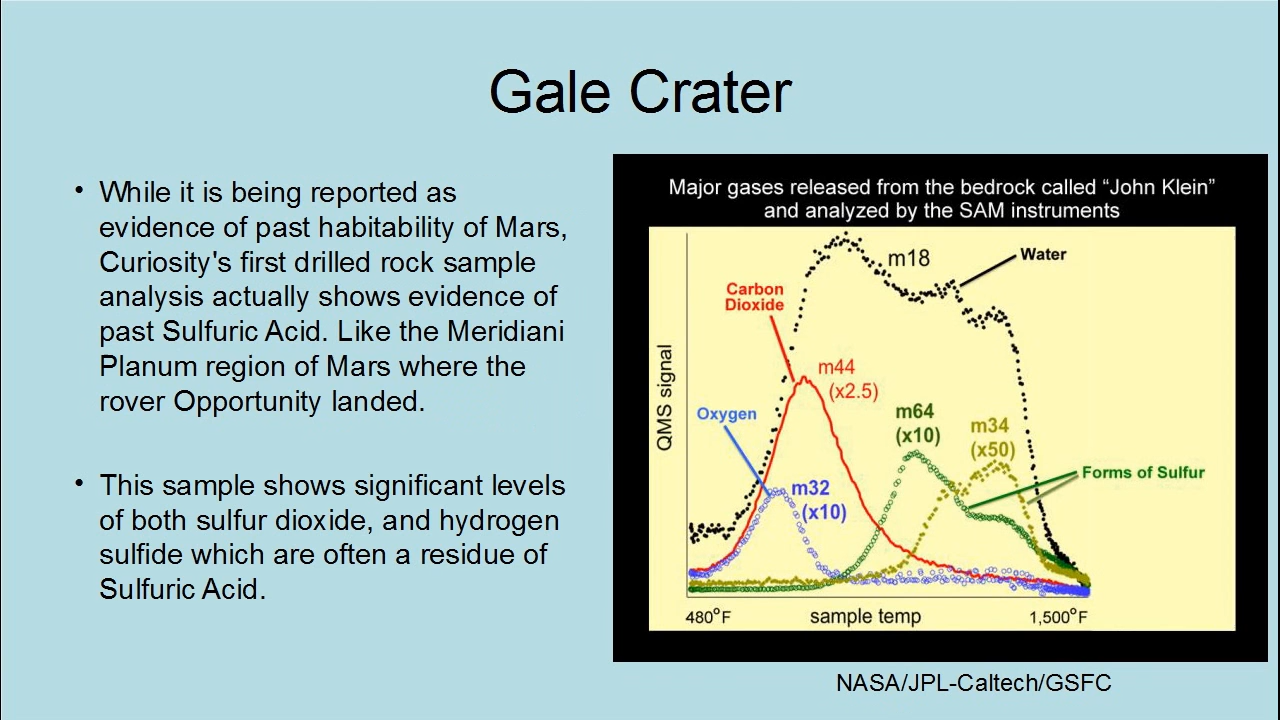 Gale Crater
• While it is being reported as
evidence of past habitability of Mars,
Curiosity's first drilled rock sample
analysis actually shows evidence of
past Sulfuric Acid. Like the Meridiani
Planum region of Mars where the
rover Opportunity landed.
• This sample shows significant levels
of both sulfur dioxide, and hydrogen
sulfide which are often a residue of
Sulfuric Acid.
Major gases released from the bedrock called “John Klein”
and analyzed by the SAM instruments
m18
Water
Carbon
Dioxide
m44
(x2.5)
Oxygen
m64
(x10)
m34
(x50)
Forms of Sulfur
m32
(x10)
QMS signal
480°F
sample temp
1,500°F
NASA/JPL-Caltech/GSFC